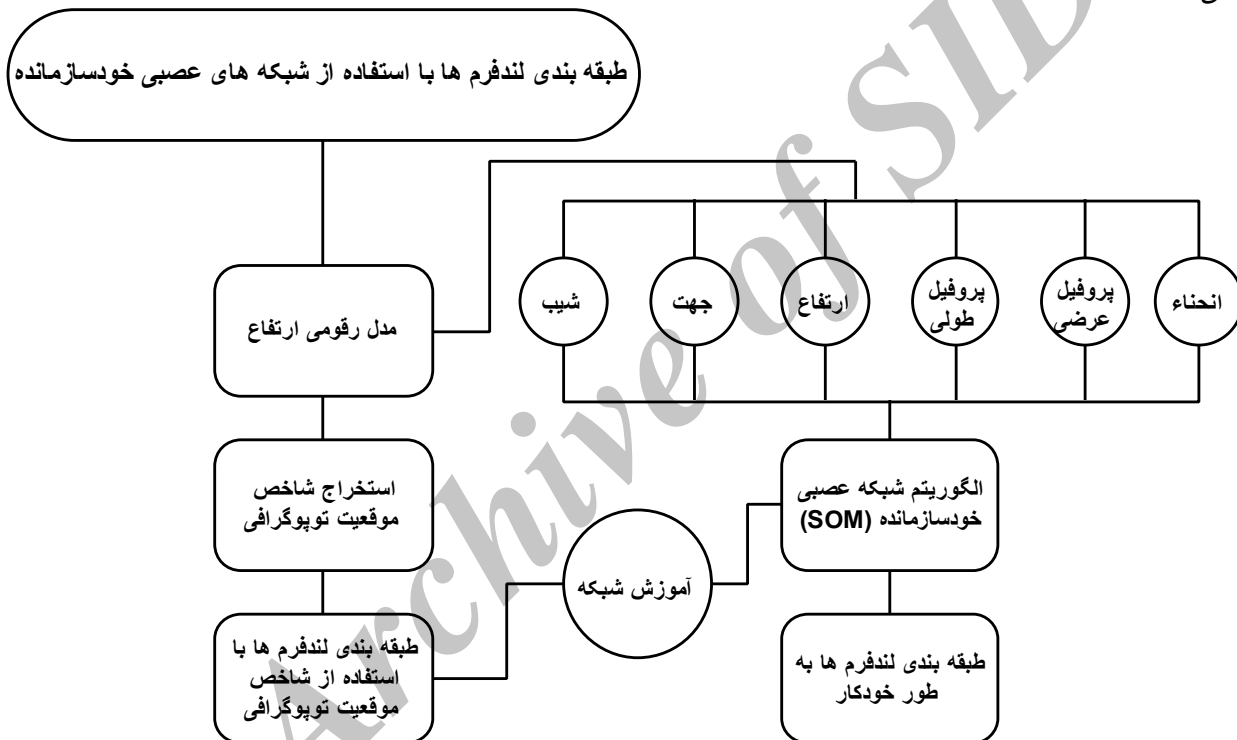 طبقه بندی لندفرم ها با استفاده از شبکه های عصبی خودسازمانده
انحناء
پروفیل
عرضی
پروفیل
طولی
ارتفاع
جهت
شیب
مدل رقومی ارتفاع
الگوریتم شبکه عصبی
خودسازمانده (SOM)
استخراج شاخص
موقعیت توپوگرافی
آموزش شبکه
طبقه بندی لندفرم ها به
طور خودکار
طبقه بندی لندفرم ها با
استفاده از شاخص
موقعیت توپوگرافی
Archive of SID